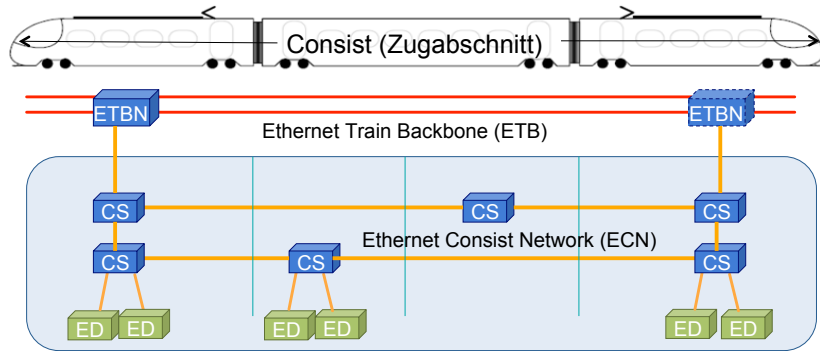 Consist (Zugabschnitt)
ETBN
ETBN
Ethernet Train Backbone (ETB)
CS
CS
CS
Ethernet Consist Network (ECN)
CS
CS
CS
ED
ED
ED
ED
ED
ED